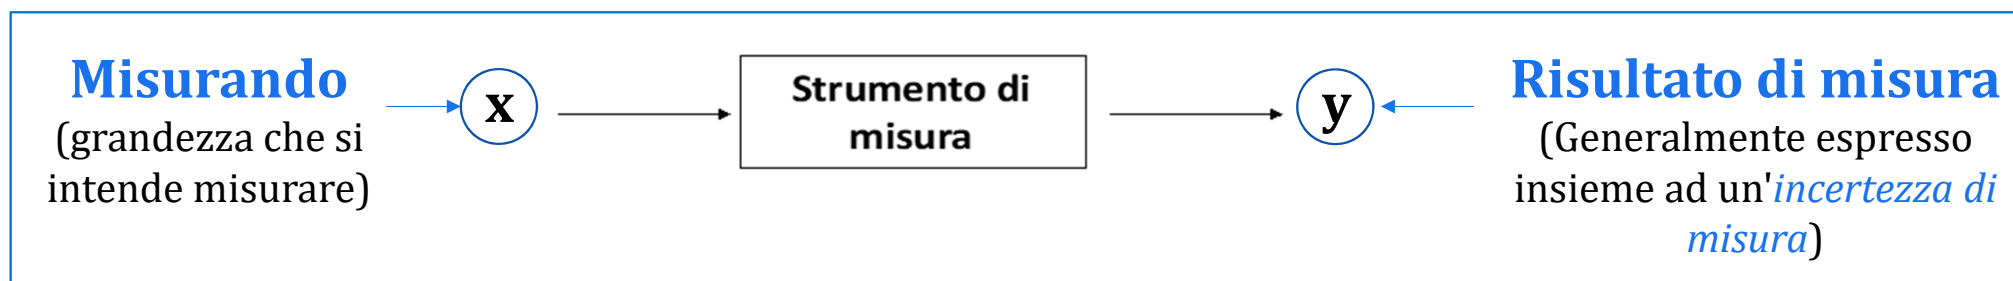 Misurando
(grandezza che si
intende misurare)
x
Strumento di
misura
y
Risultato di misura
(Generalmente espresso
insieme ad un'incertezza di
misura)